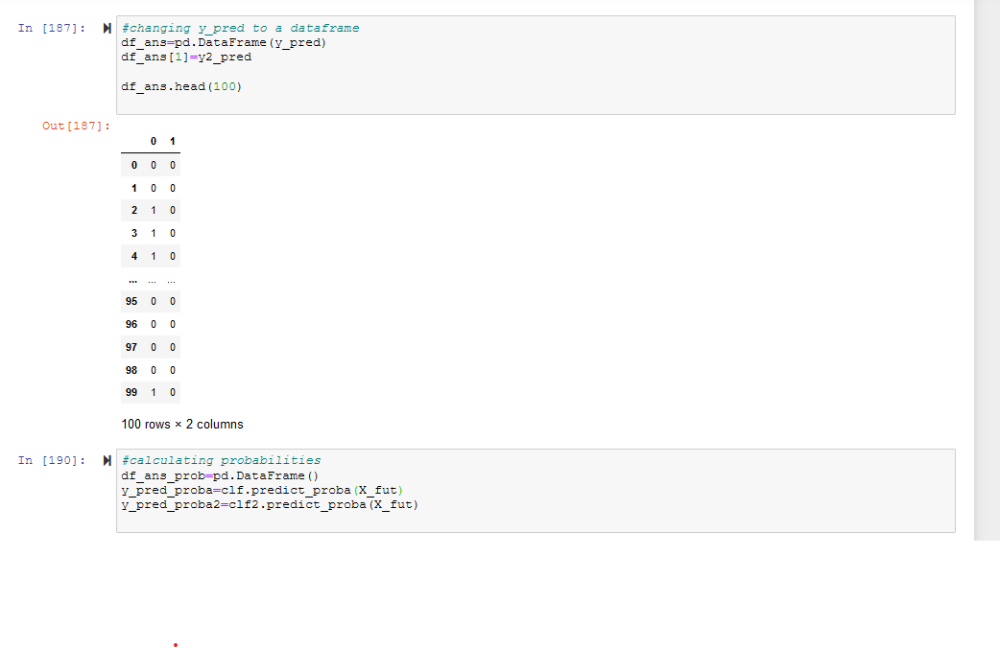 In [187]:
#changing y_pred to a dataframe
df_ans=pd.DataFrame(y_pred)
df_ans[1]=y2_pred
df_ans.head(100)
Out[187]:
0 1
0 0 0
1 0 0
2 1 0
3 1 0
4 1 0
... ... ...
95 0 0
96 0 0
97 0 0
98 0 0
99 1 0
100 rows × 2 columns
In [190]:
#calculating probabilities
df_ans_prob=pd.DataFrame()
y_pred_proba=clf.predict_proba(X_fut)
y_pred_proba2=clf2.predict_proba(X_fut)